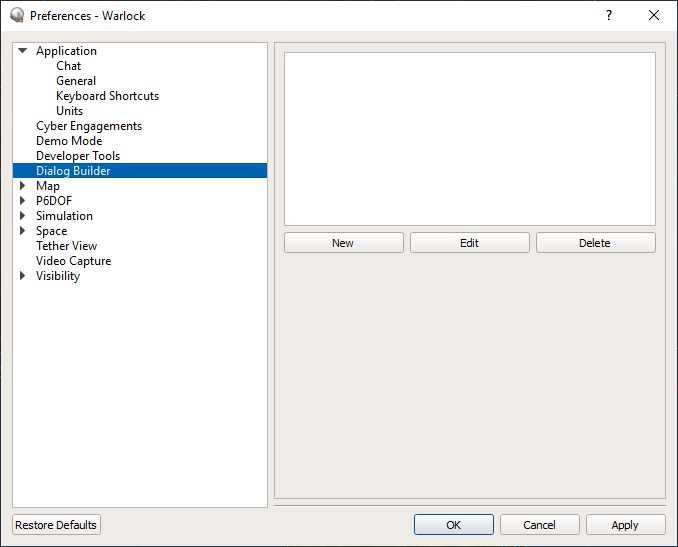 Preferences - Warlock
?
Application
Chat
General
Keyboard Shortcuts
Units
Cyber Engagements
Demo Mode
Developer Tools
Dialog Builder
Map
P6DOF
Simulation
Space
Tether View
Video Capture
Visibility
New Edit Delete
Restore Defaults OK Cancel Apply